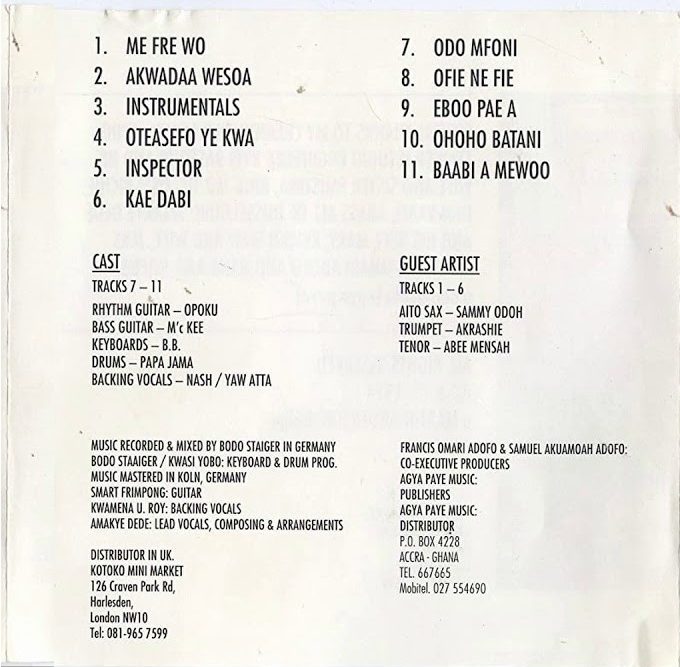 1. ME FRE WO
2. AKWADAA WESOA
3. INSTRUMENTALS
4. OTEASEFO YE KWA
5. INSPECTOR
6. KAE DABI
7. ODO MFONI
8. OFIE NE FIE
9. EBOO PAE A
10. OHOHO BATANI
11. BAABI A MEWOO
CAST
TRACKS 7 – 11
RHYTHM GUITAR – OPOKU
BASS GUITAR – M'c KEE
KEYBOARDS – B.B.
DRUMS – PAPA JAMA
BACKING VOCALS – NASH / YAW ATTA
GUEST ARTIST
TRACKS 1 – 6
AITO SAX – SAMMY ODOH
TRUMPET – AKRASHIE
TENOR – ABEE MENSAH
MUSIC RECORDED & MIXED BY BODO STAIGER IN GERMANY
BODO STAAIGER / KWASI YOBO: KEYBOARD & DRUM PROG.
MUSIC MASTERED IN KOLN, GERMANY
SMART FRIMPONG: GUITAR
KWAMENA U. ROY: BACKING VOCALS
AMAKYE DEDE: LEAD VOCALS, COMPOSING & ARRANGEMENTS
DISTRIBUTOR IN UK.
KOTOKO MINI MARKET
126 Craven Park Rd,
Harlesden,
London NW10
Tel: 081-965 7599
FRANCIS OMARI ADOFO & SAMUEL AKUAMOAH ADOFO:
CO-EXECUTIVE PRODUCERS
AGYA PAYE MUSIC:
PUBLISHERS
AGYA PAYE MUSIC:
DISTRIBUTOR
P.O. BOX 4228
ACCRA - GHANA
TEL. 667665
Mobitel. 027 554690